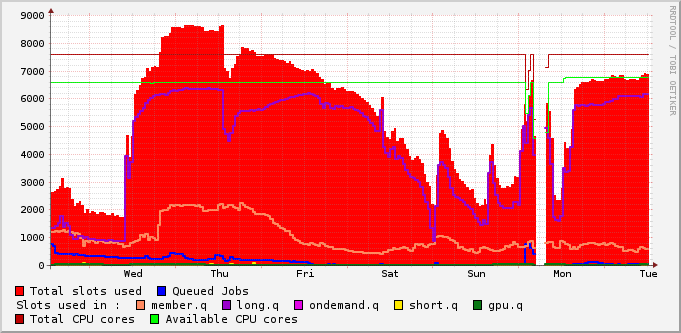 9000
8000
7000
6000
5000
4000
3000
2000
1000
0
Wed Thu Fri Sat Sun Mon Tue
RRDTOOL / TOBI OETIKER
Total slots used Queued Jobs
Slots used in : member.q long.q ondemand.q short.q gpu.q
Total CPU cores Available CPU cores